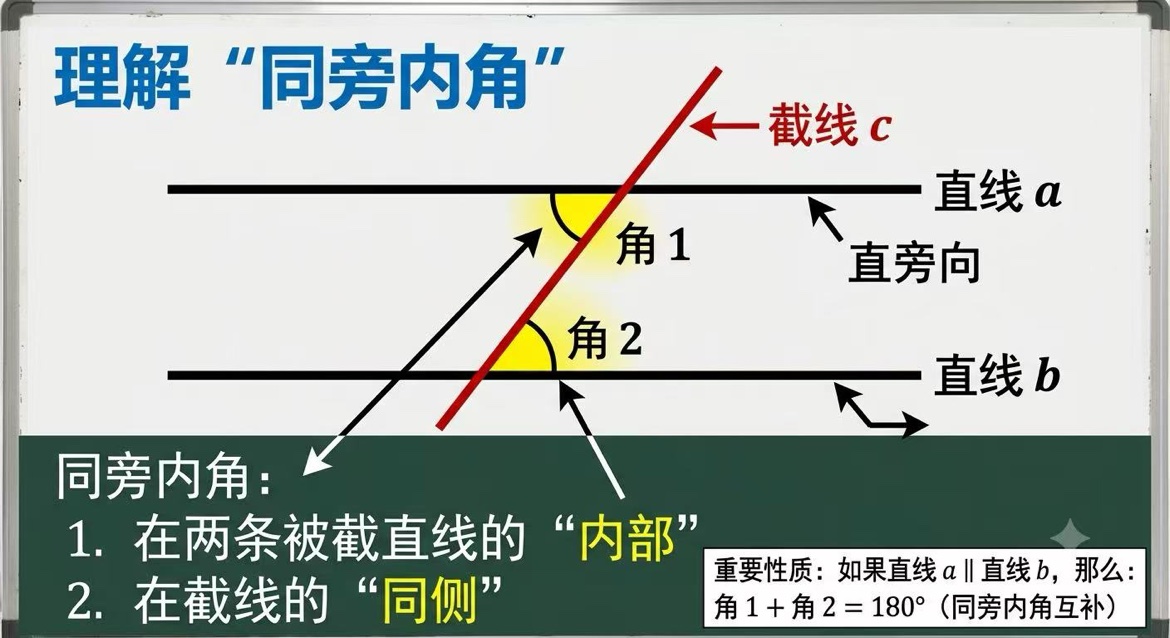 理解“同旁内角”
截线 c
直线 a
角 1
直旁向
角 2
直线 b
同旁内角：
1. 在两条被截直线的“内部”
2. 在截线的“同侧”
重要性质：如果直线 a ∥ 直线 b，那么：
角 1 + 角 2 = 180°（同旁内角互补）